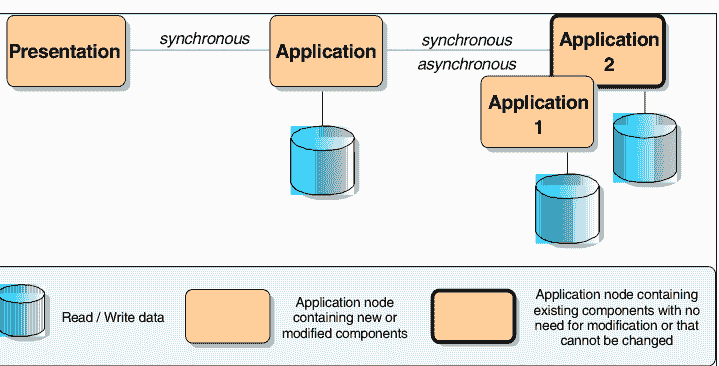 Presentation
synchronous
Application
synchronous
asynchronous
Application
2
Application
1
Read / Write data
Application node
containing new or
modified components
Application node containing
existing components with no
need for modification or that
cannot be changed